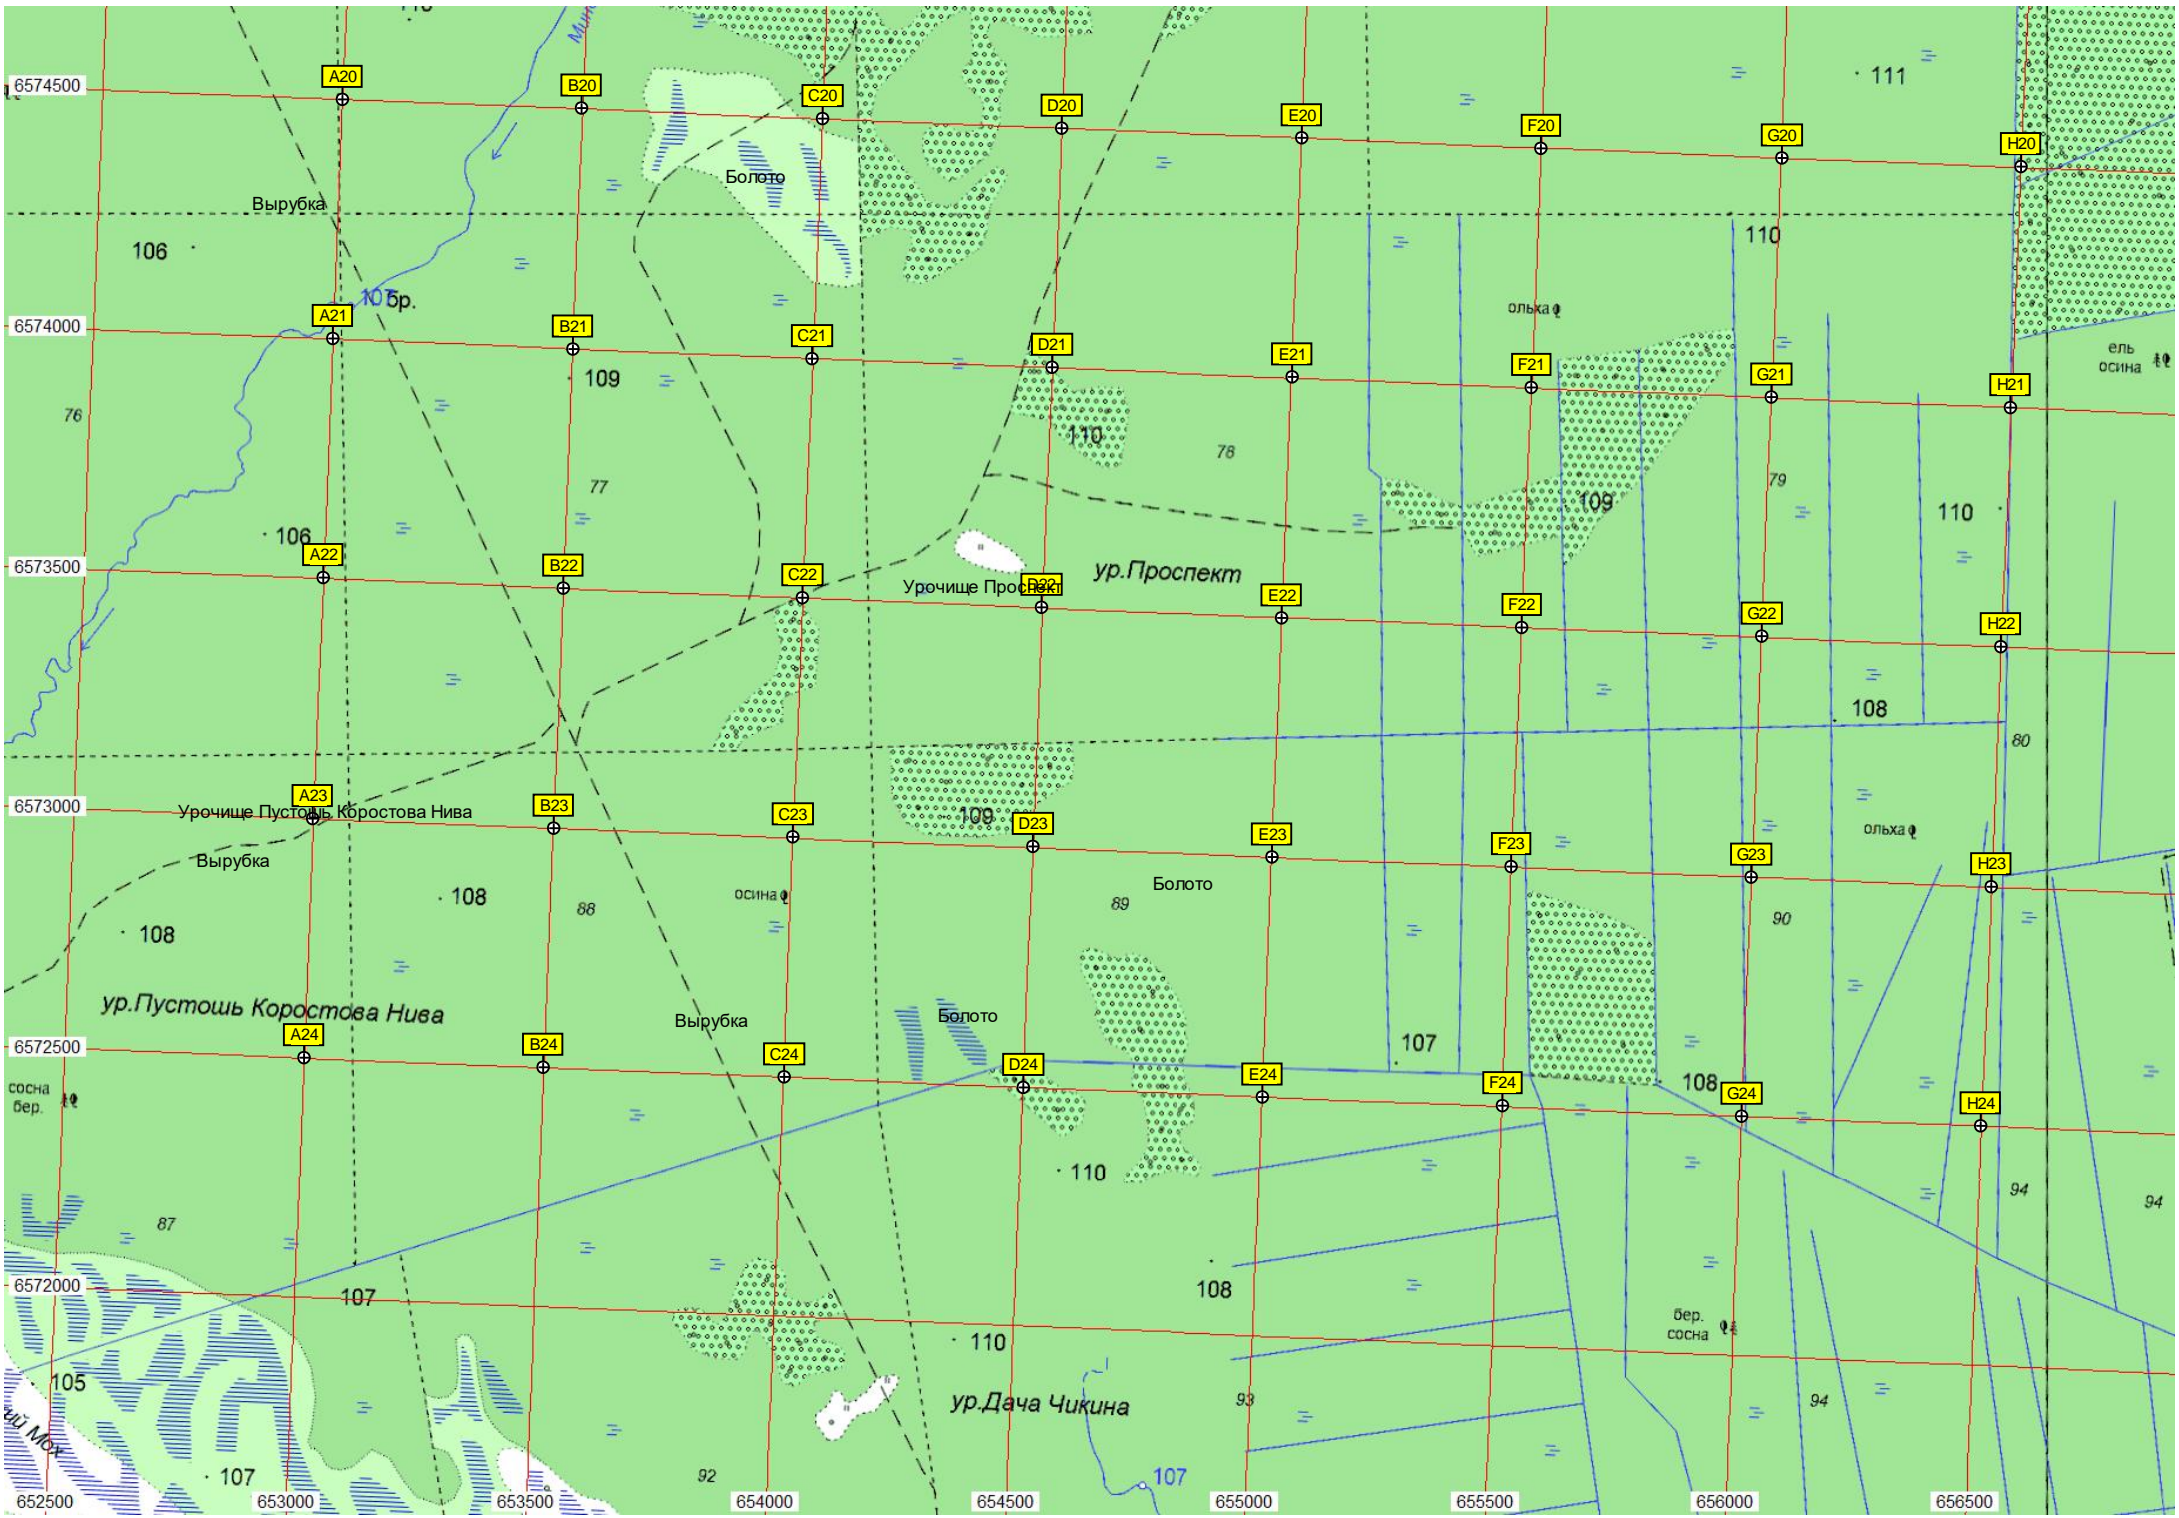 111
6574500
A20
B20
C20
D20
E20
F20
G20
H20
Болото
Вырубка
106
110
107
бр.
ольха
6574000
A21
B21
C21
D21
E21
F21
G21
H21
ель
осина
109
76
110
78
77
79
109
110
106
6573500
A22
B22
C22
D22
E22
F22
G22
H22
ур.Проспект
Урочище Проспект
108
80
6573000
A23
B23
C23
D23
E23
F23
G23
H23
Урочище Пустошь Коростова Нива
109
ольха
Вырубка
Болото
108
88
осина
89
90
108
ур.Пустошь Коростова Нива
Вырубка
Болото
107
6572500
A24
B24
C24
D24
E24
F24
G24
H24
108
сосна
бер.
110
94
94
87
6572000
107
108
бер.
сосна
110
105
ур.Дача Чикина
93
94
Мох
107
92
107
652500
653000
653500
654000
654500
655000
655500
656000
656500